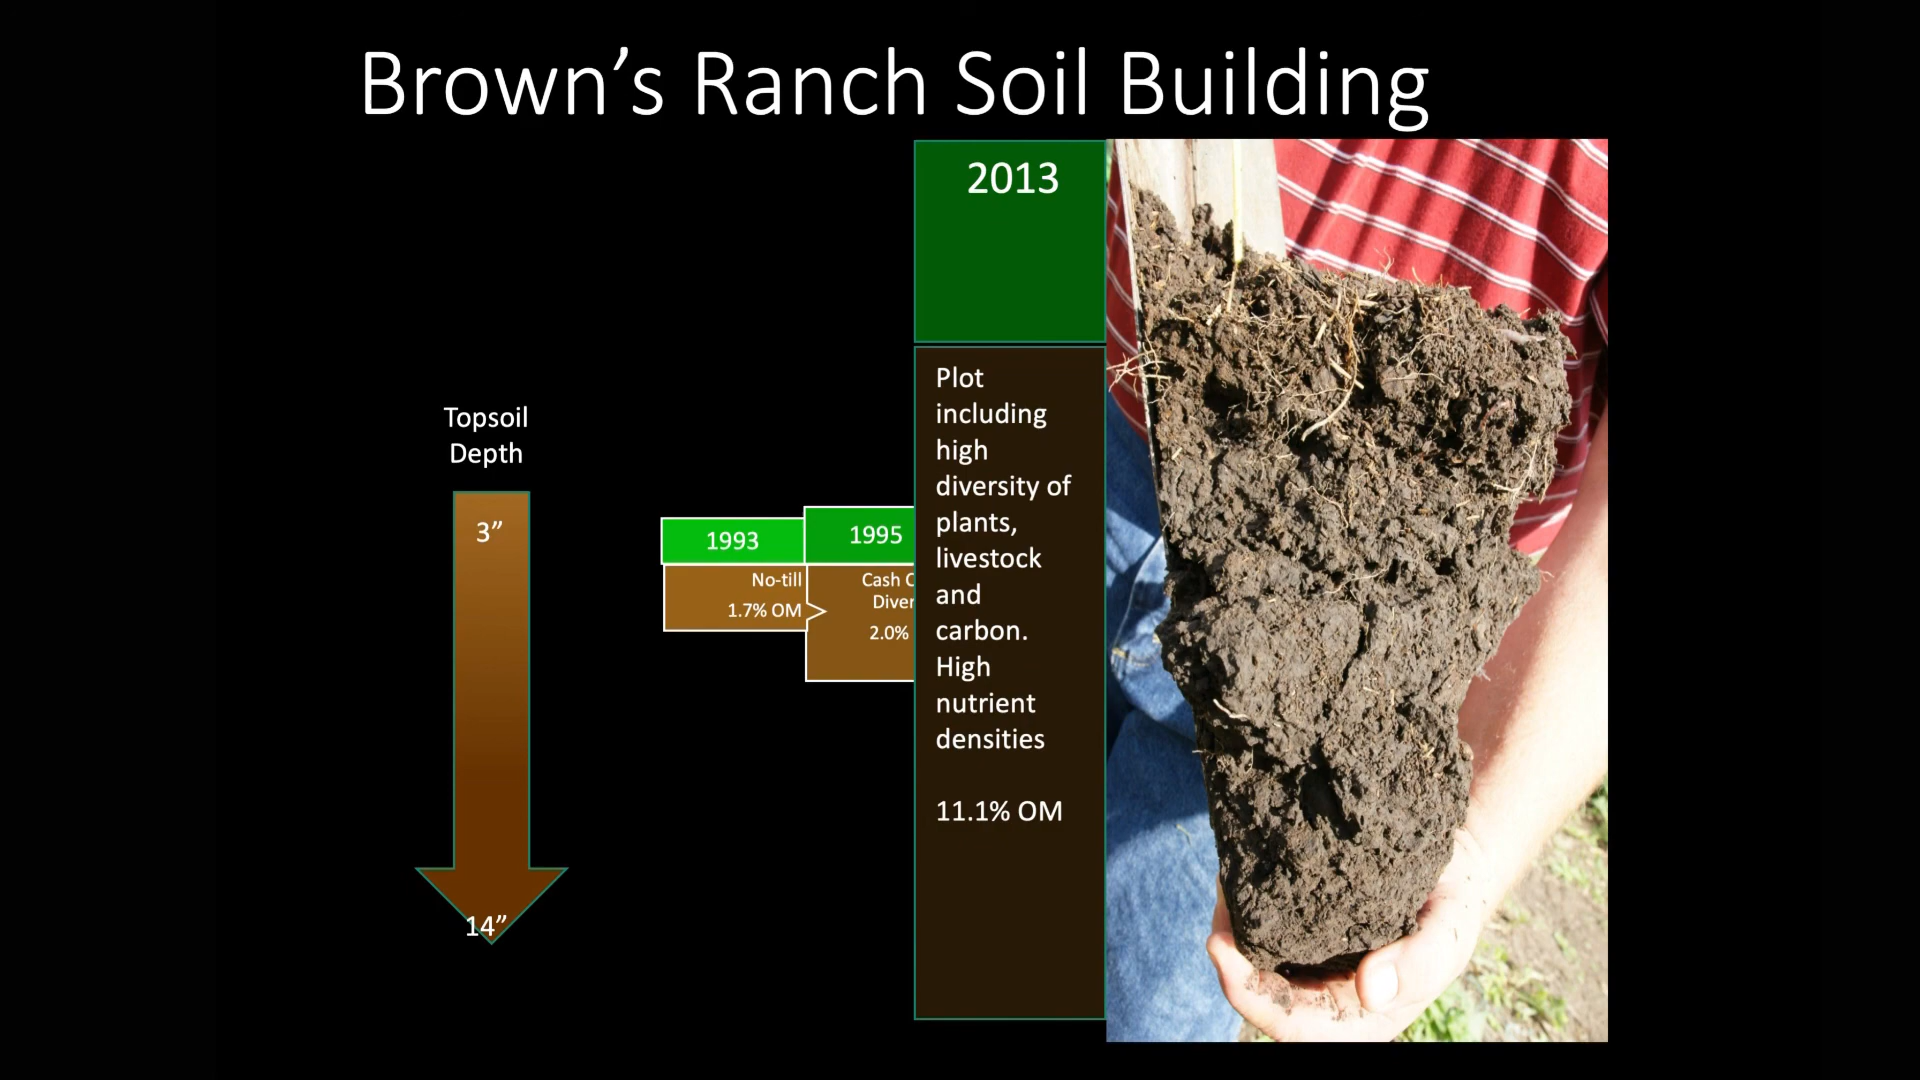 Brown’s Ranch Soil Building
2013
Topsoil
Depth
3”
14”
1993
No-till
1.7% OM
1995
Cash
2.0%
Plot
including
high
diversity of
plants,
livestock
and
carbon.
High
nutrient
densities
11.1% OM